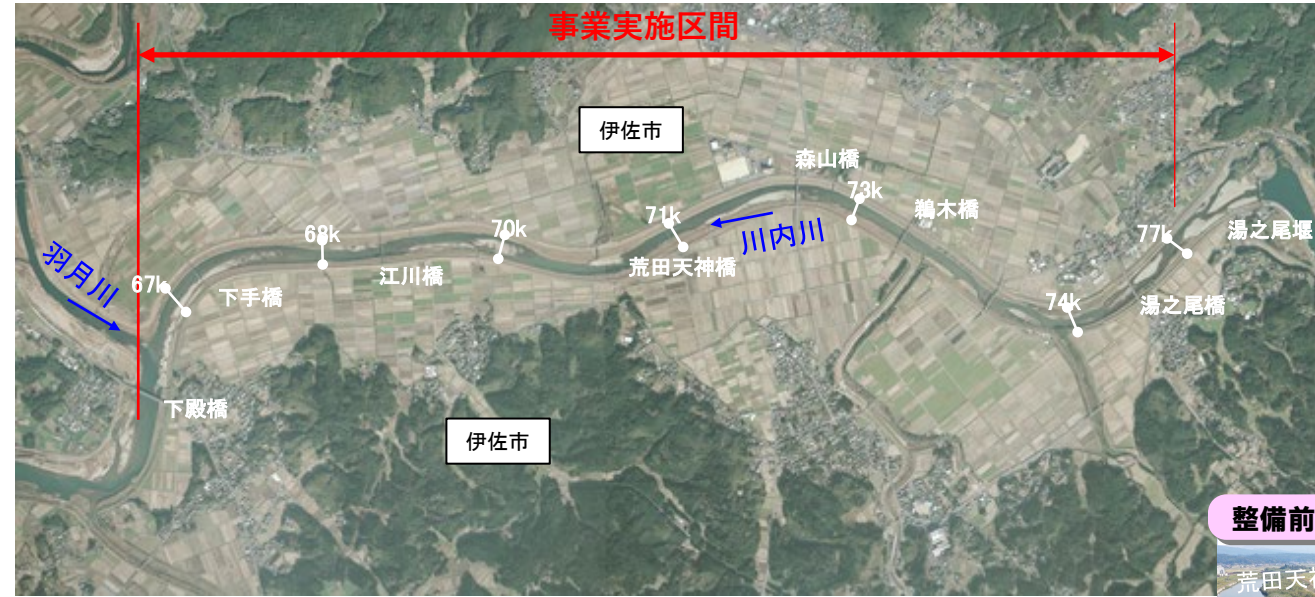 事業実施区間
伊佐市
森山橋
73k
鵜木橋
71k
川内川
77k
湯之尾堰
68k
70k
荒田天神橋
羽月川
67k
下手橋
江川橋
74k
湯之尾橋
下殿橋
伊佐市
整備前
荒田天